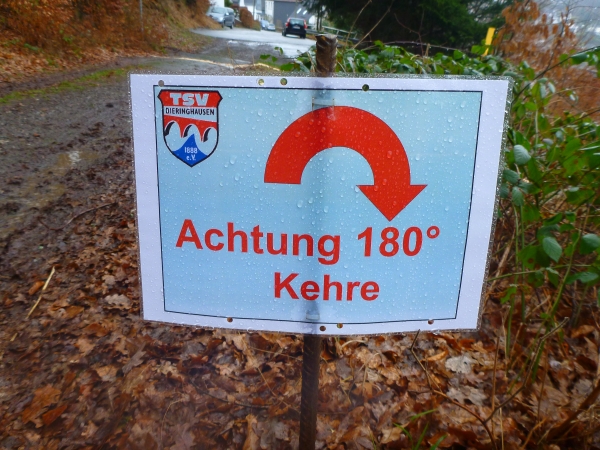 TSV
DIERINGHAUSEN
1888
e.V.
Achtung 180°
Kehre